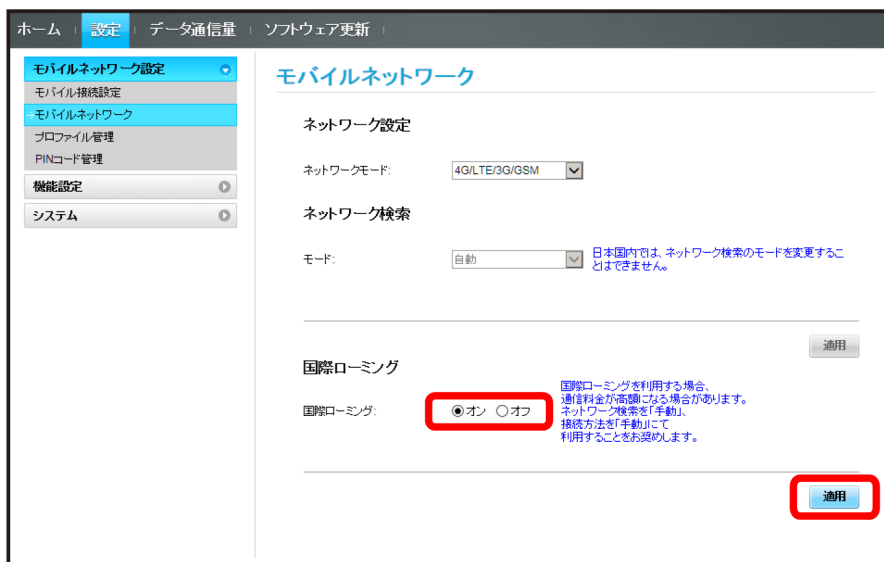 ホーム 設定 データ通信量 ソフトウェア更新
モバイルネットワーク設定
モバイル接続設定
モバイルネットワーク
プロファイル管理
PINコード管理
機能設定
システム
モバイルネットワーク
ネットワーク設定
ネットワークモード: 4G/LTE/3G/GSM
ネットワーク検索
モード: 自動
日本国内では、ネットワーク検索のモードを変更するこ
とはできません。
適用
国際ローミング
国際ローミング: オン オフ
国際ローミングを利用する場合、
通信料金が高額になる場合があります。
ネットワーク検索を「手動」、
接続方法を「手動」にて
利用することをお奨めします。
適用